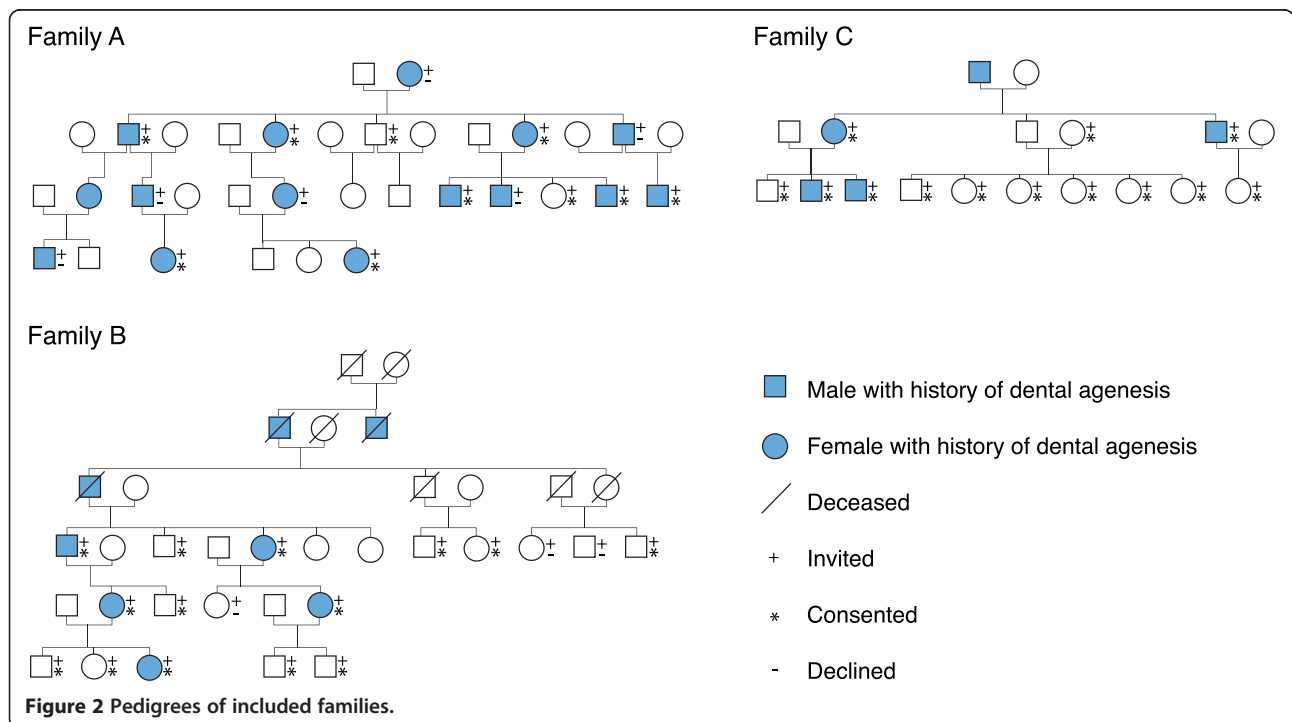 Family A
Family C
Family B
Male with history of dental agenesis
Female with history of dental agenesis
Deceased
+ Invited
* Consented
- Declined
Figure 2 Pedigrees of included families.